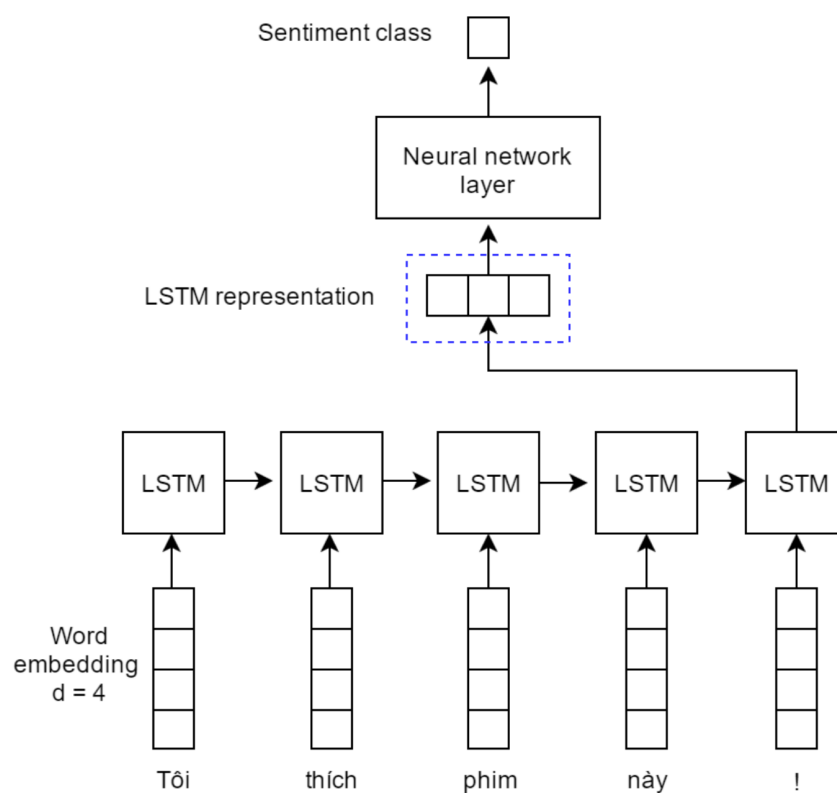 Sentiment class
Neural network
layer
LSTM representation
LSTM
LSTM
LSTM
LSTM
LSTM
Word
embedding
d = 4
Tôi
thích
phim
này
!